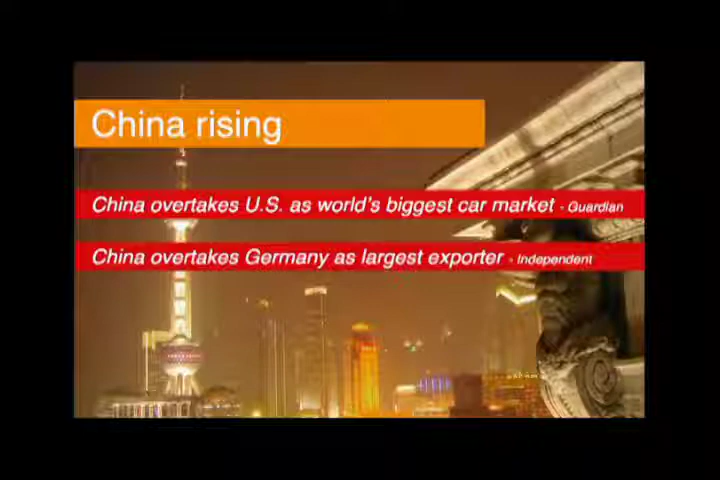 China rising
China overtakes U.S. as world's biggest car market - Guardian
China overtakes Germany as largest exporter - Independent